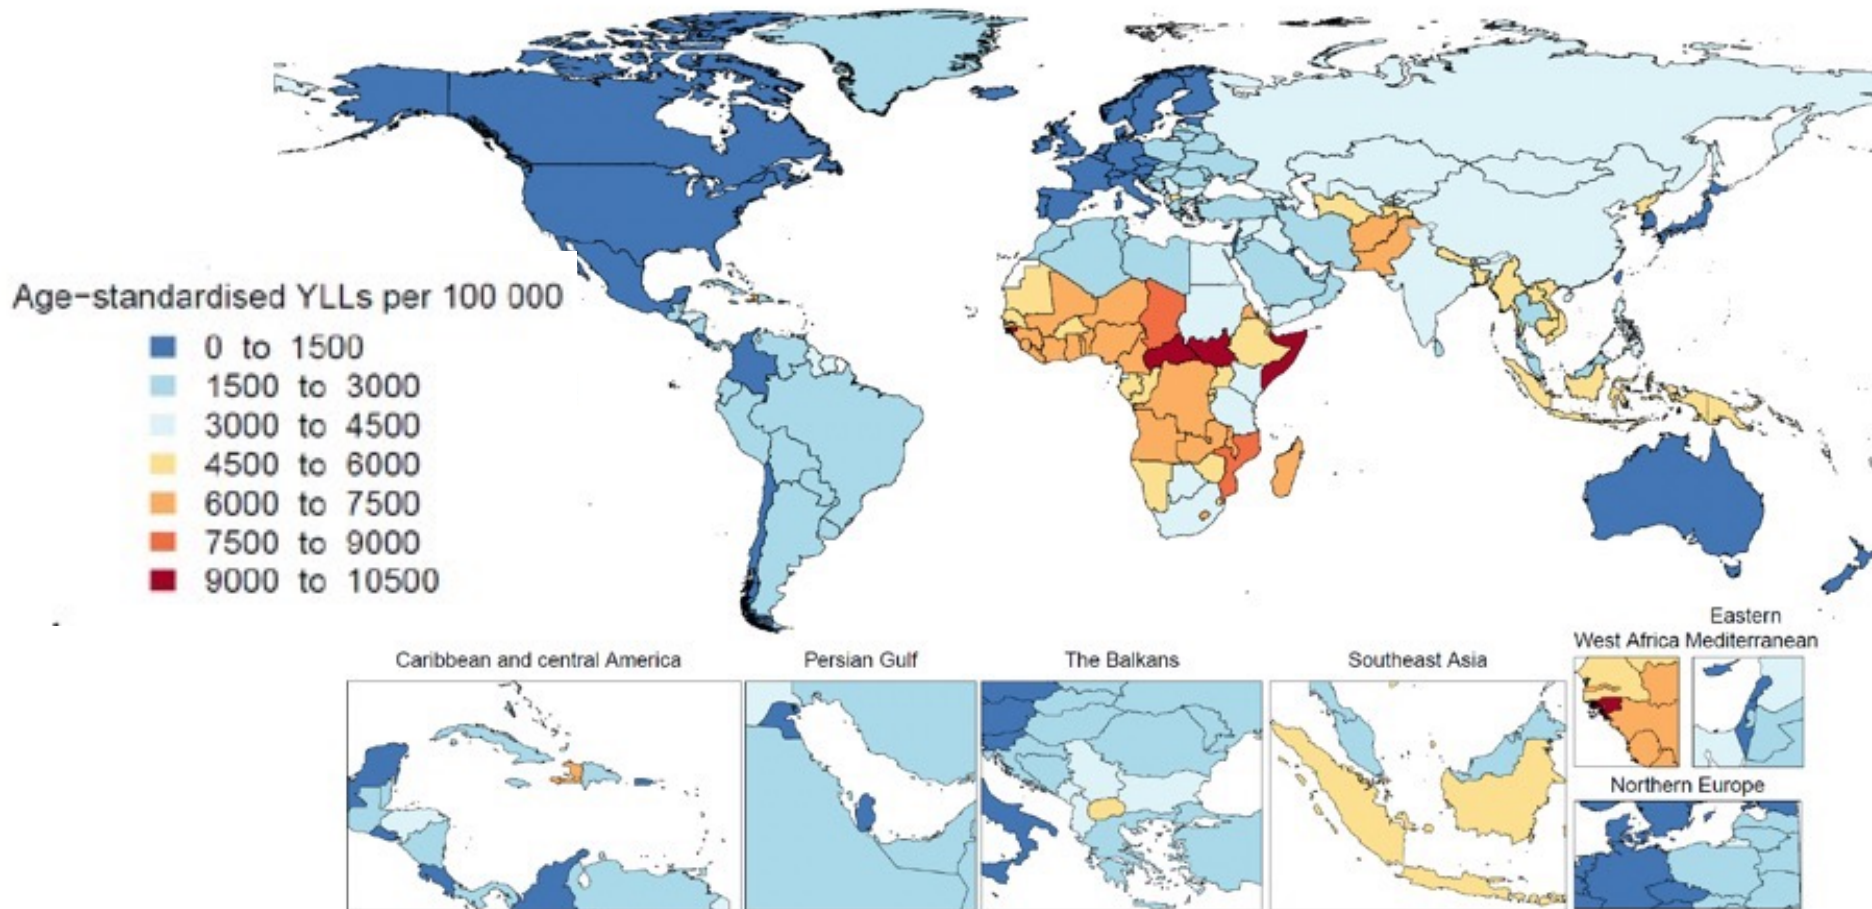 Age-standardised YLLs per 100 000
0 to 1500
1500 to 3000
3000 to 4500
4500 to 6000
6000 to 7500
7500 to 9000
9000 to 10500
Caribbean and central America
Persian Gulf
The Balkans
Southeast Asia
West Africa
Eastern
Mediterranean
Northern Europe